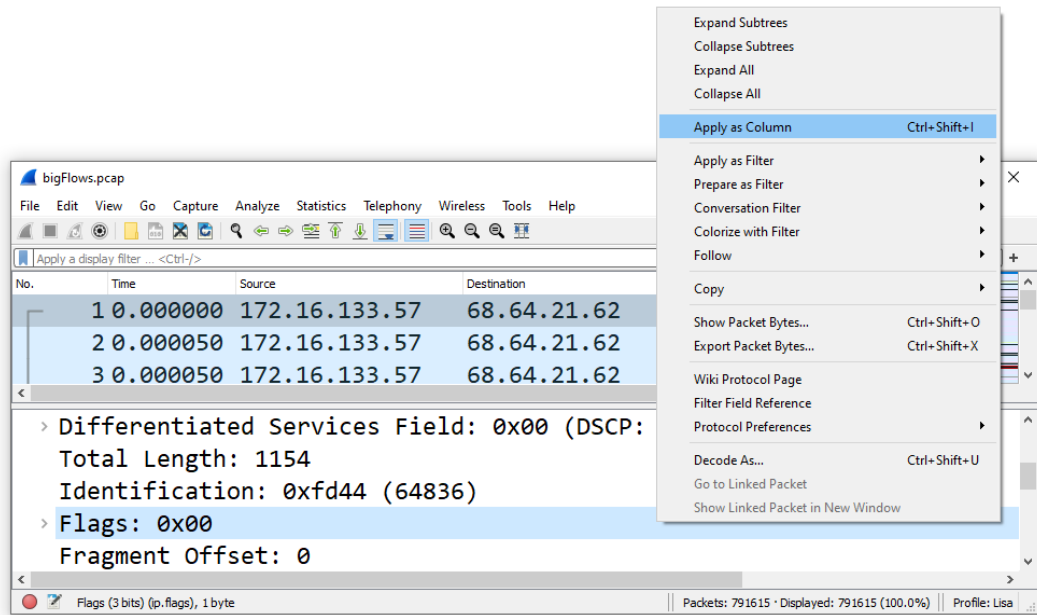 Expand Subtrees
Collapse Subtrees
Expand All
Collapse All
Apply as Column Ctrl+Shift+I
Apply as Filter
Prepare as Filter
Conversation Filter
Colorize with Filter
Follow
Copy
Show Packet Bytes... Ctrl+Shift+O
Export Packet Bytes... Ctrl+Shift+X
Wiki Protocol Page
Filter Field Reference
Protocol Preferences
Decode As... Ctrl+Shift+U
Go to Linked Packet
Show Linked Packet in New Window
bigFlows.pcap
File Edit View Go Capture Analyze Statistics Telephony Wireless Tools Help
Apply a display filter ... <Ctrl-/>
No. Time Source Destination
1 0.000000 172.16.133.57 68.64.21.62
2 0.000050 172.16.133.57 68.64.21.62
3 0.000050 172.16.133.57 68.64.21.62
Differentiated Services Field: 0x00 (DSCP:
Total Length: 1154
Identification: 0xfd44 (64836)
Flags: 0x00
Fragment Offset: 0
Flags (3 bits) (ip.flags), 1 byte
Packets: 791615 · Displayed: 791615 (100.0%)
Profile: Lisa